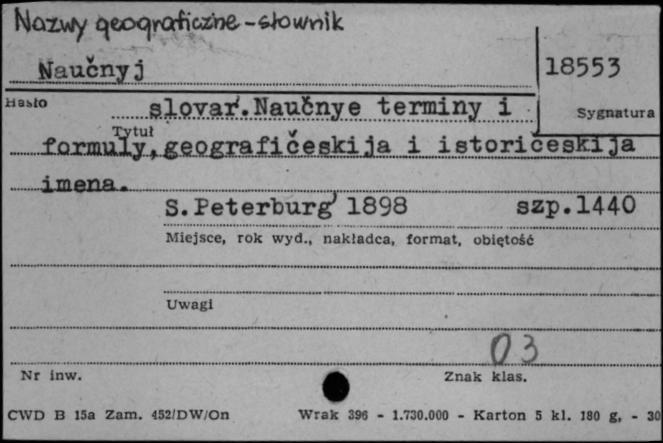 Nazwy geograficzne - słownik
Naučnyj
18553
Hasło
slovar'. Naučnye terminy i
Sygnatura
Tytuł
formuly, geografičeskija i istoričeskija
imena.
S. Peterburg' 1898 szp. 1440
Miejsce, rok wyd., nakładca, format, obiętość
Uwagi
03
Nr inw. Znak klas.
CWD B 15a Zam. 452/DW/On Wrak 396 - 1.730.000 - Karton 5 kl. 180 g, - 30